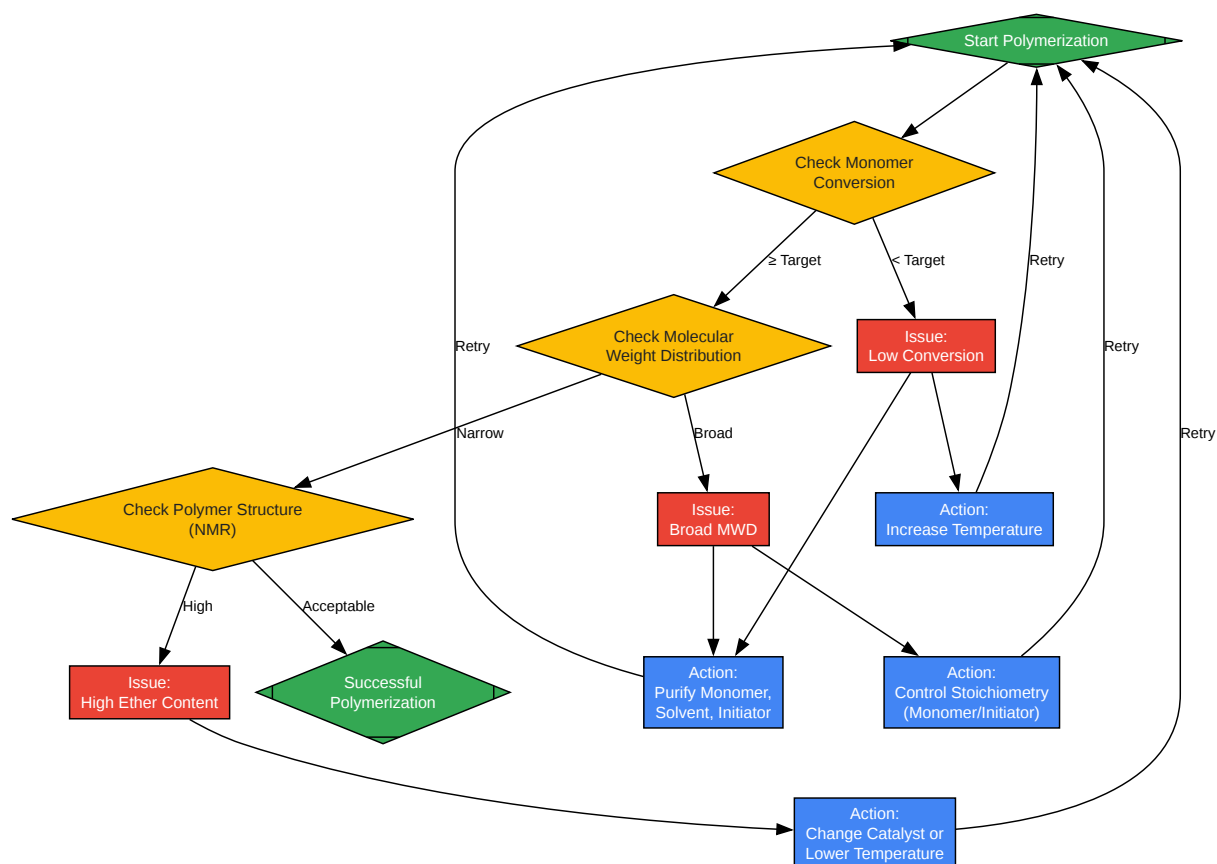 Start Polymerization
Check Monomer
Conversion
≥ Target
< Target
Retry
Check Molecular
Weight Distribution
Issue:
Low Conversion
Retry
Retry
Narrow
Broad
Retry
Check Polymer Structure
(NMR)
Issue:
Broad MWD
Action:
Increase Temperature
High
Acceptable
Issue:
High Ether Content
Successful
Polymerization
Action:
Purify Monomer,
Solvent, Initiator
Action:
Control Stoichiometry
(Monomer/Initiator)
Action:
Change Catalyst or
Lower Temperature